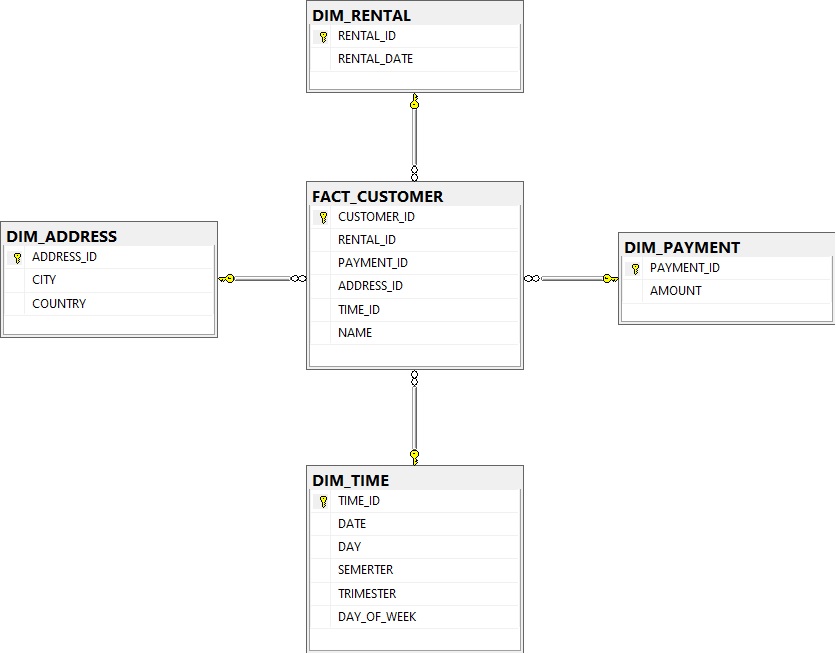 DIM_RENTAL
RENTAL_ID
RENTAL_DATE
FACT_CUSTOMER
CUSTOMER_ID
RENTAL_ID
PAYMENT_ID
ADDRESS_ID
TIME_ID
NAME
DIM_ADDRESS
ADDRESS_ID
CITY
COUNTRY
DIM_PAYMENT
PAYMENT_ID
AMOUNT
DIM_TIME
TIME_ID
DATE
DAY
SEMERTER
TRIMESTER
DAY_OF_WEEK